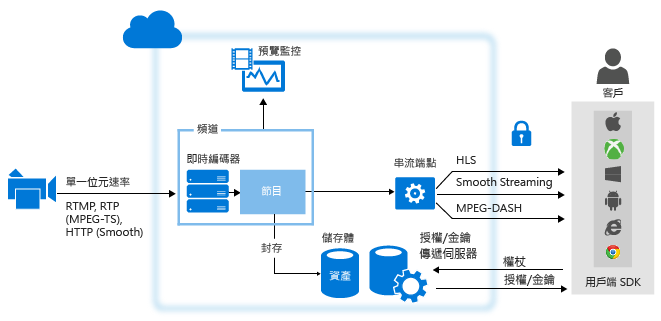 預覽監控
客戶
頻道
即時編碼器
節目
串流端點
HLS
Smooth Streaming
MPEG-DASH
單一位元速率
RTMP, RTP
(MPEG-TS),
HTTP (Smooth)
封存
儲存體
資產
授權/金鑰
傳遞伺服器
權杖
授權/金鑰
用戶端 SDK